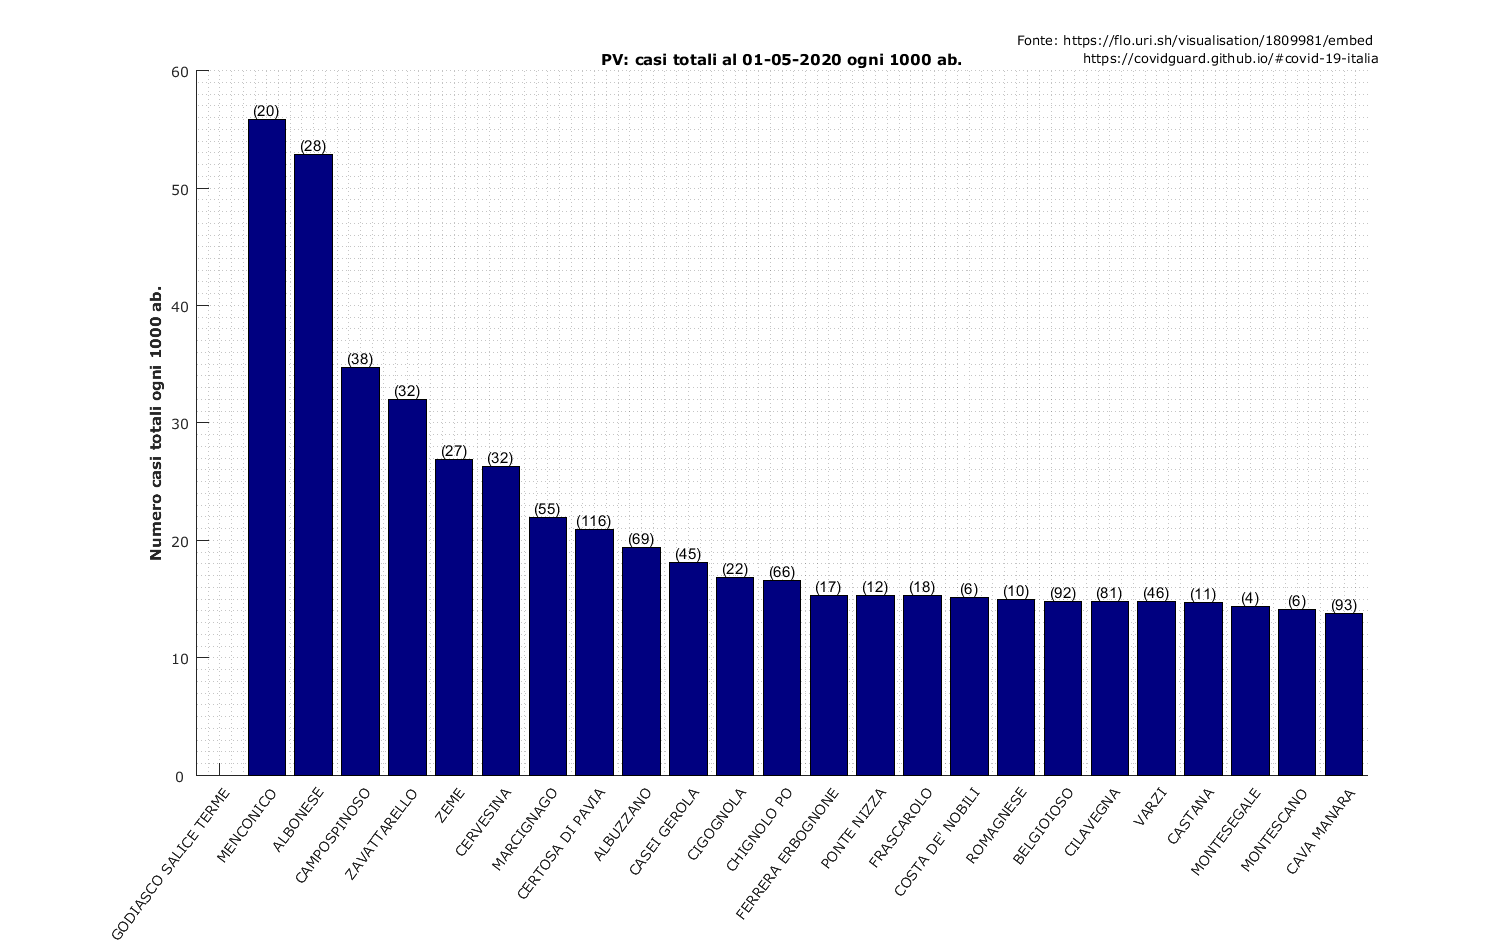 Fonte: https://flo.uri.sh/visualisation/1809981/embed
https://covidguard.github.io/#covid-19-italia
PV: casi totali al 01-05-2020 ogni 1000 ab.
Numero casi totali ogni 1000 ab.
60
50
40
30
20
10
0
(20)
(28)
(38)
(32)
(27)
(32)
(55)
(116)
(69)
(45)
(22)
(66)
(17)
(12)
(18)
(6)
(10)
(92)
(81)
(46)
(11)
(4)
(6)
(93)
GODIASCO SALICE TERME
MENCONICO
ALBONESE
CAMPOSPINOSO
ZAVATTARELLO
ZEME
CERVESINA
MARCIGNAGO
CERTOSA DI PAVIA
ALBUZZANO
CASEI GEROLA
CIGOGNOLA
CHIGNOLO PO
FERRERA ERBOGNONE
PONTE NIZZA
FRASCAROLO
COSTA DE' NOBILI
ROMAGNESE
BELGIOIOSO
CILAVEGNA
VARZI
CASTANA
MONTESEGALE
MONTESCANO
CAVA MANARA